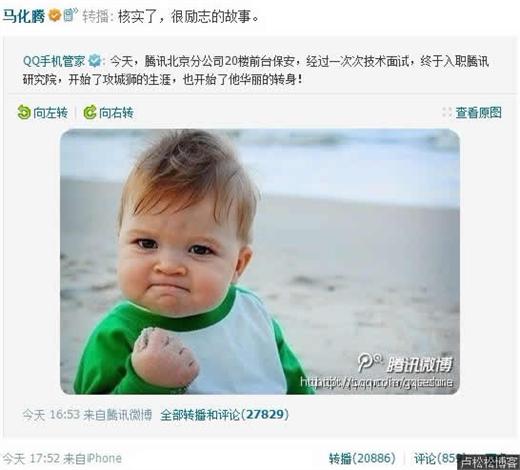 马化腾 转播: 核实了，很励志的故事。
QQ手机管家: 今天，腾讯北京分公司20楼前台保安，经过一次次技术面试，终于入职腾讯
研究院，开始了攻城狮的生涯，也开始了他华丽的转身！
向左转 向右转 查看原图
腾讯微博
今天 16:53 来自腾讯微博 全部转播和评论(27829)
今天 17:52 来自iPhone 转播(20886) 评论(85
卢松松博客